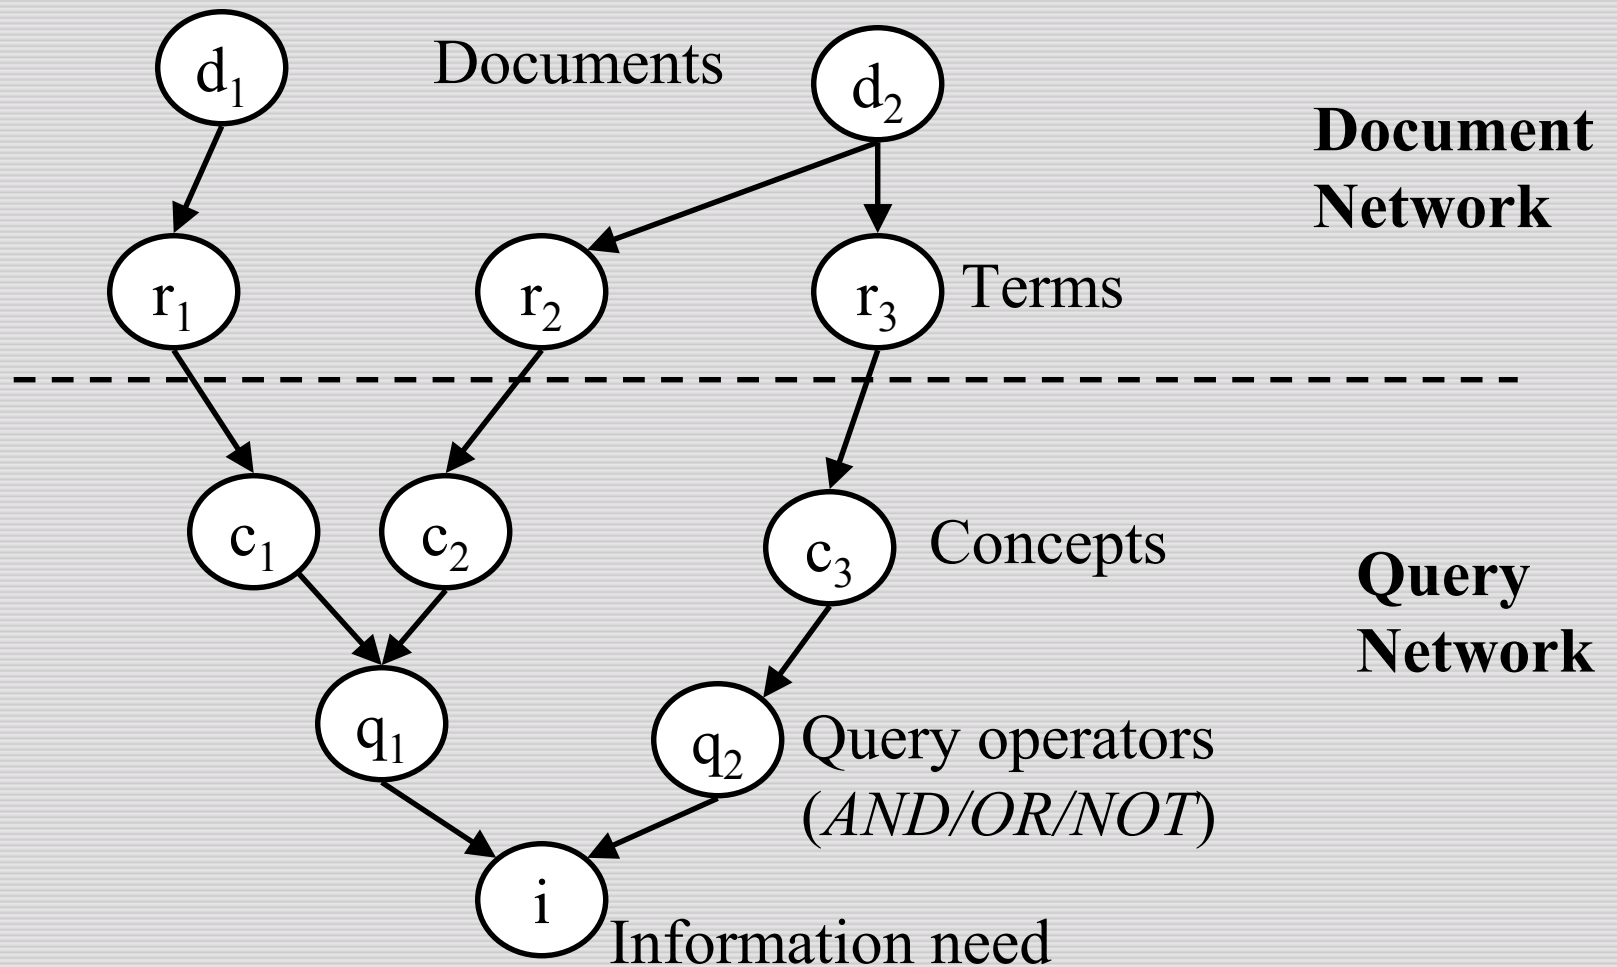 d₁
Documents
d₂
Document
Network
r₁
r₂
r₃
Terms
c₁
c₂
c₃
Concepts
Query
Network
q₁
q₂
Query operators
(AND/OR/NOT)
i
Information need